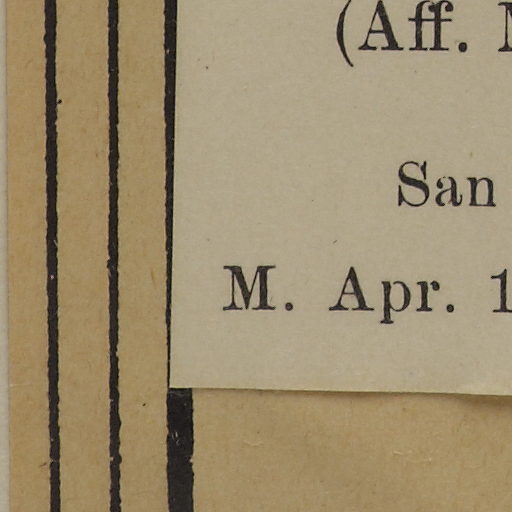 (Aff.
San
M. Apr. 1